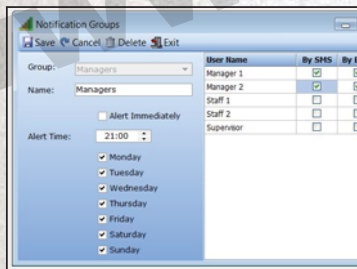 Notification Groups
Save Cancel Delete Exit
Group: Managers
Name: Managers
Alert Immediately
Alert Time: 21:00
Monday
Tuesday
Wednesday
Thursday
Friday
Saturday
Sunday
User Name By SMS By
Manager 1
Manager 2
Staff 1
Staff 2
Supervisor